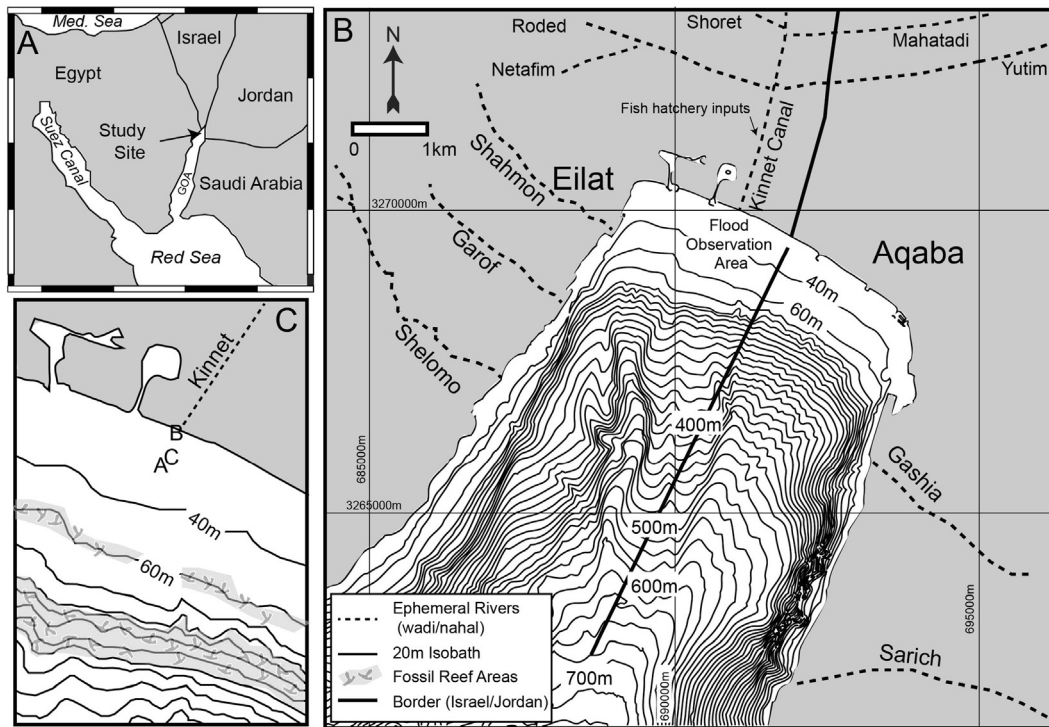 A
Med. Sea
Israel
Egypt
Jordan
Study
Site
Suez Canal
GOA
Saudi Arabia
Red Sea
B
N
0
1km
Roded
Shoret
Mahatadi
Netafim
Yutim
Fish hatchery inputs
Kinnet Canal
Shahmon
Eilat
3270000m
Garof
Flood
Observation
Area
Aqaba
40m
60m
Shelomo
400m
685000m
Gashia
3265000m
500m
600m
695000m
Sarich
700m
690000m
Ephemeral Rivers
(wadi/nahal)
20m Isobath
Fossil Reef Areas
Border (Israel/Jordan)
C
Kinnet
B
C
A
40m
60m